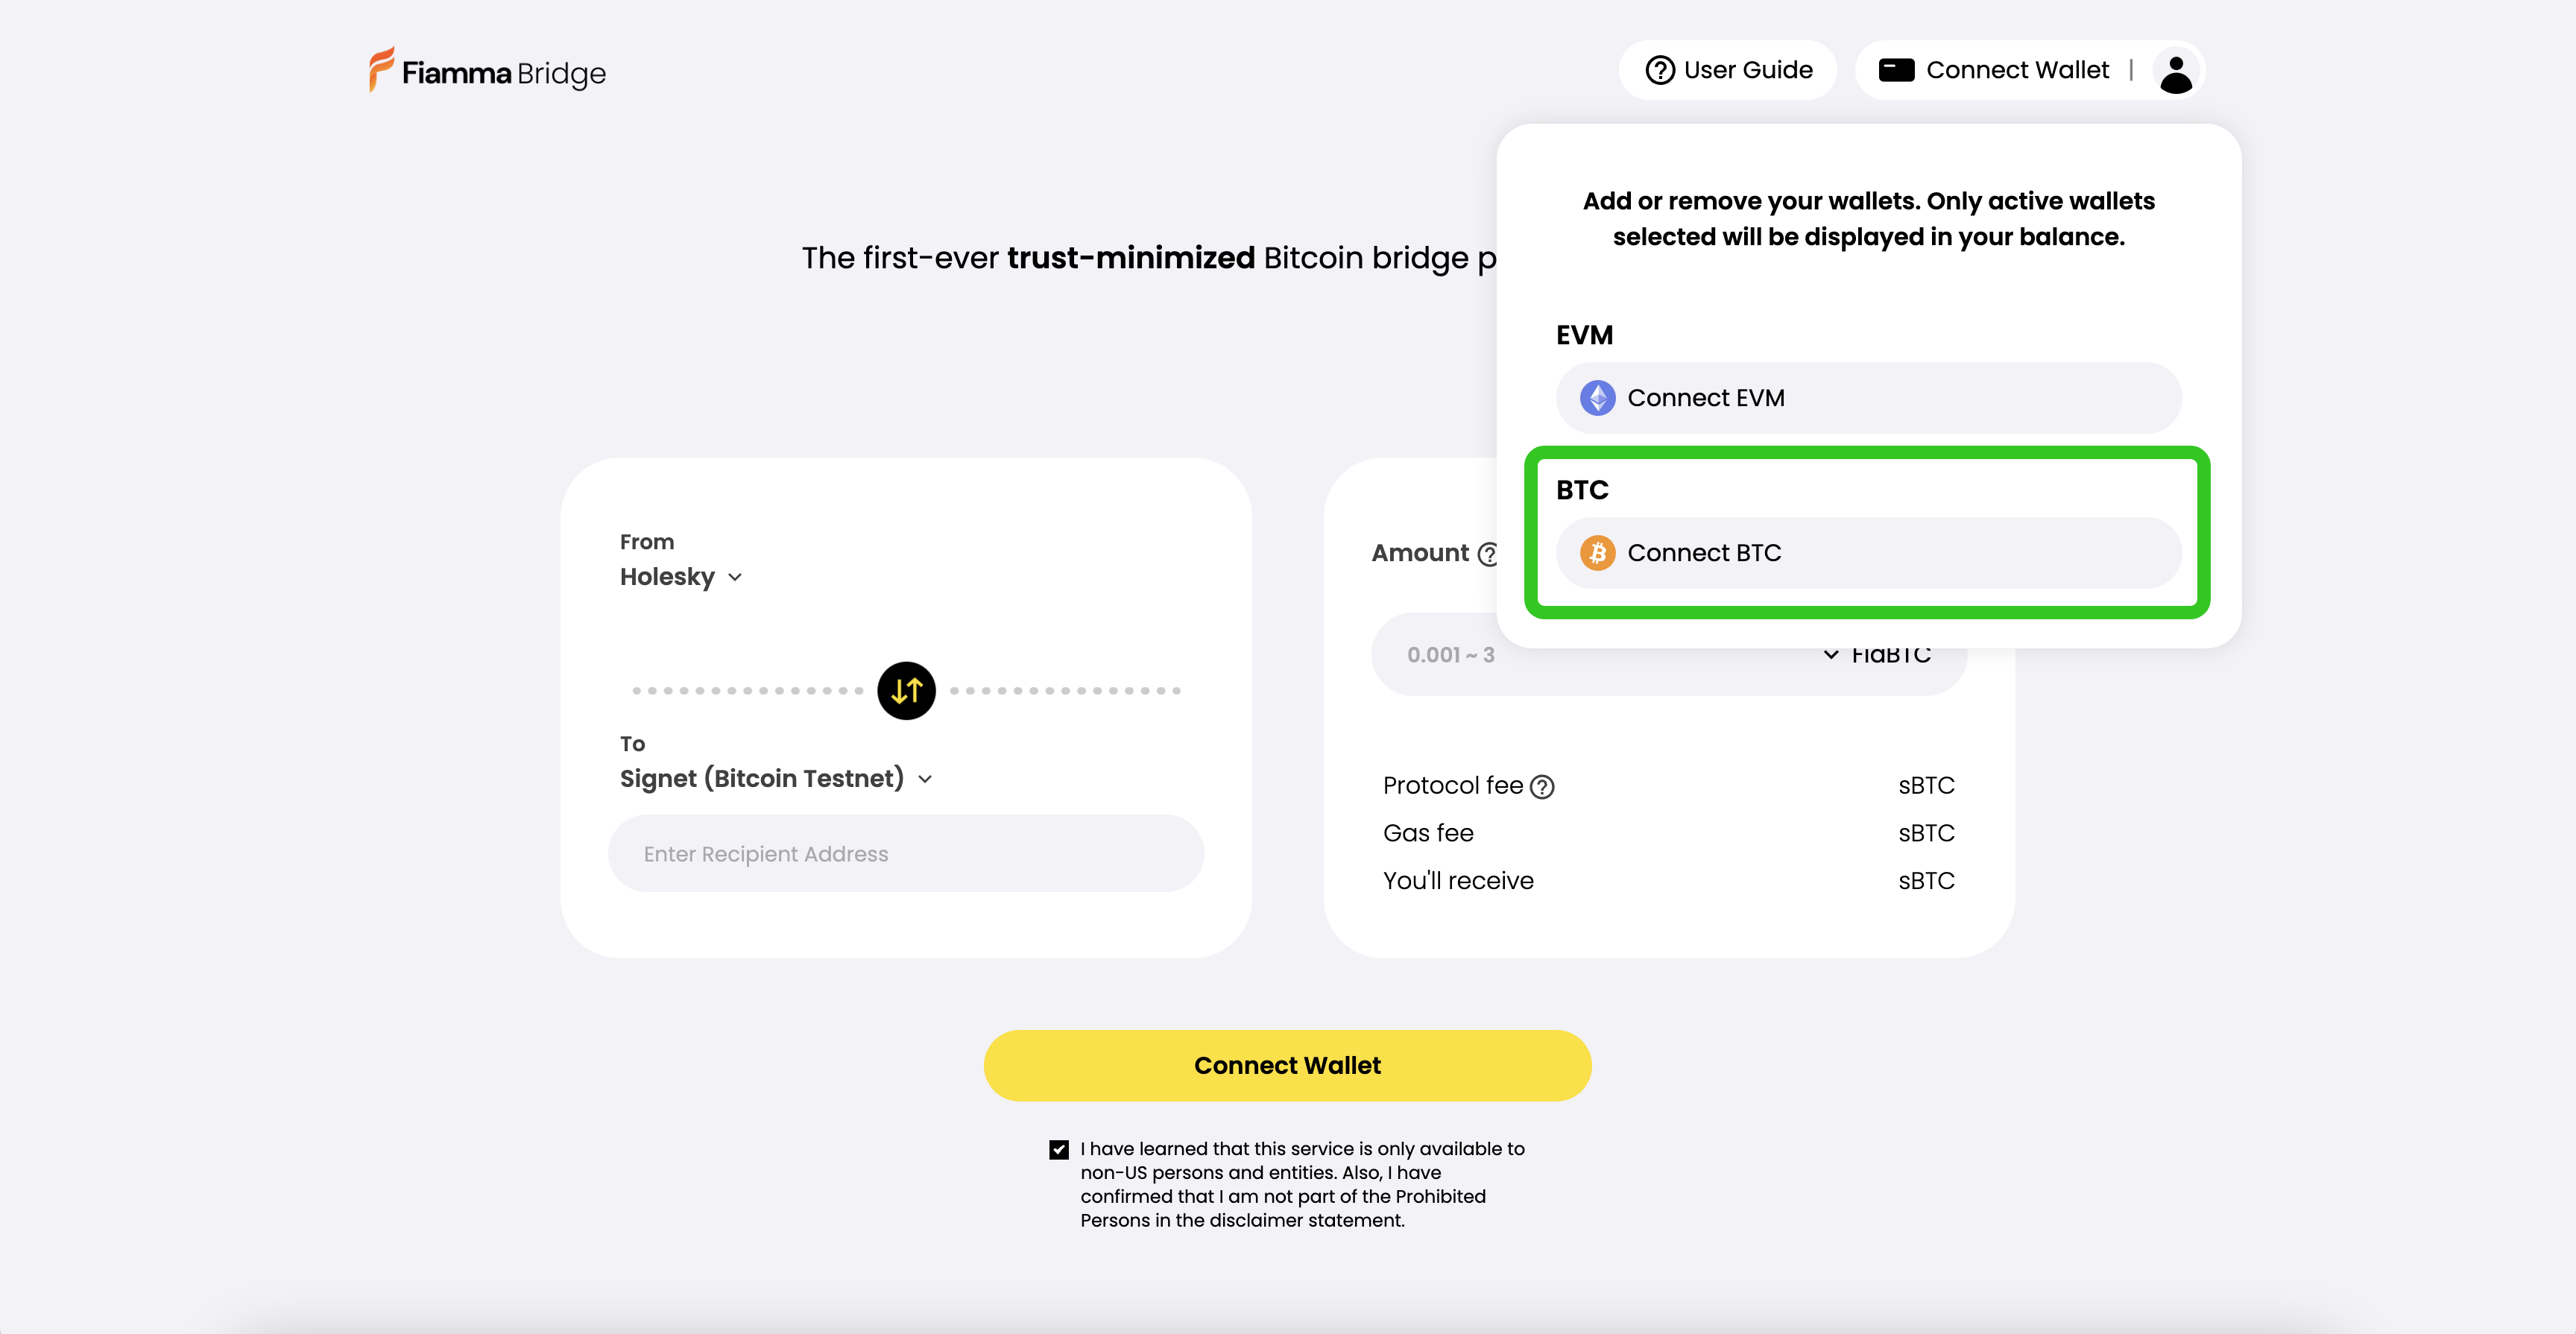 Fiamma Bridge
User Guide
Connect Wallet |
Add or remove your wallets. Only active wallets
selected will be displayed in your balance.
The first-ever trust-minimized Bitcoin bridge p
EVM
Connect EVM
BTC
Connect BTC
From
Holesky
To
Signet (Bitcoin Testnet)
Enter Recipient Address
Amount
0.001 ~ 3
FiaBTC
Protocol fee
sBTC
Gas fee
sBTC
You'll receive
sBTC
Connect Wallet
I have learned that this service is only available to
non-US persons and entities. Also, I have
confirmed that I am not part of the Prohibited
Persons in the disclaimer statement.